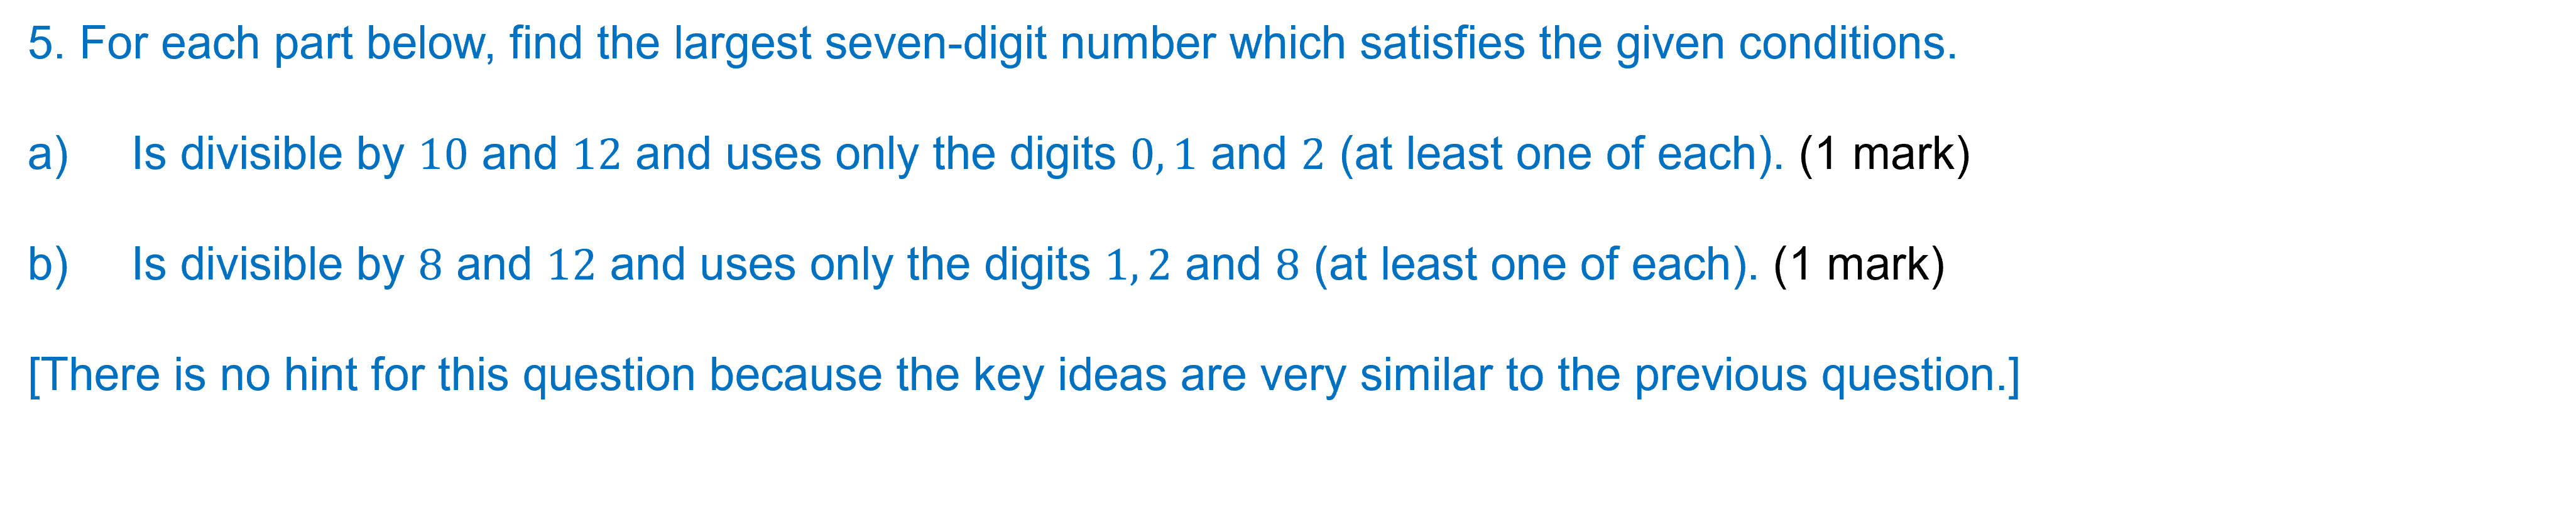 5. For each part below, find the largest seven-digit number which satisfies the given conditions.
a) Is divisible by 10 and 12 and uses only the digits 0, 1 and 2 (at least one of each). (1 mark)
b) Is divisible by 8 and 12 and uses only the digits 1, 2 and 8 (at least one of each). (1 mark)
[There is no hint for this question because the key ideas are very similar to the previous question.]